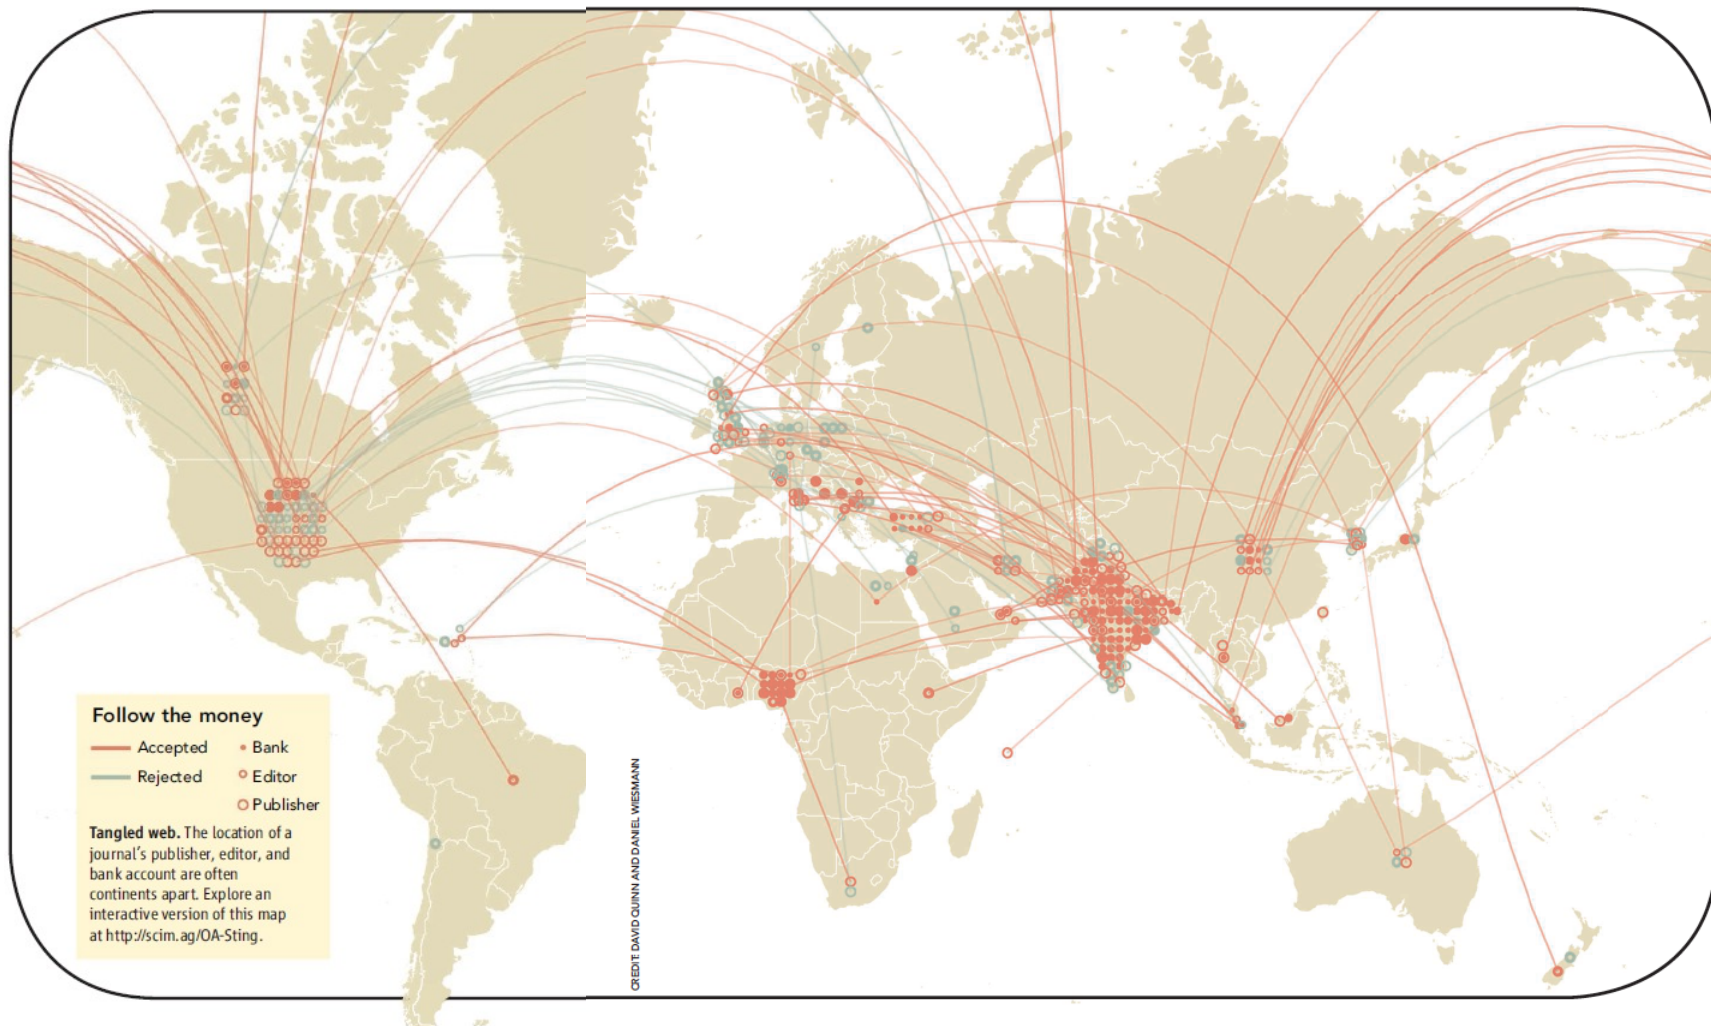 Follow the money
Accepted
Bank
Rejected
Editor
Publisher
Tangled web. The location of a
journal's publisher, editor, and
bank account are often
continents apart. Explore an
interactive version of this map
at http://scim.ag/OA-Sting.
CREDIT: DAVID QUINN AND DANIEL WIESMANN